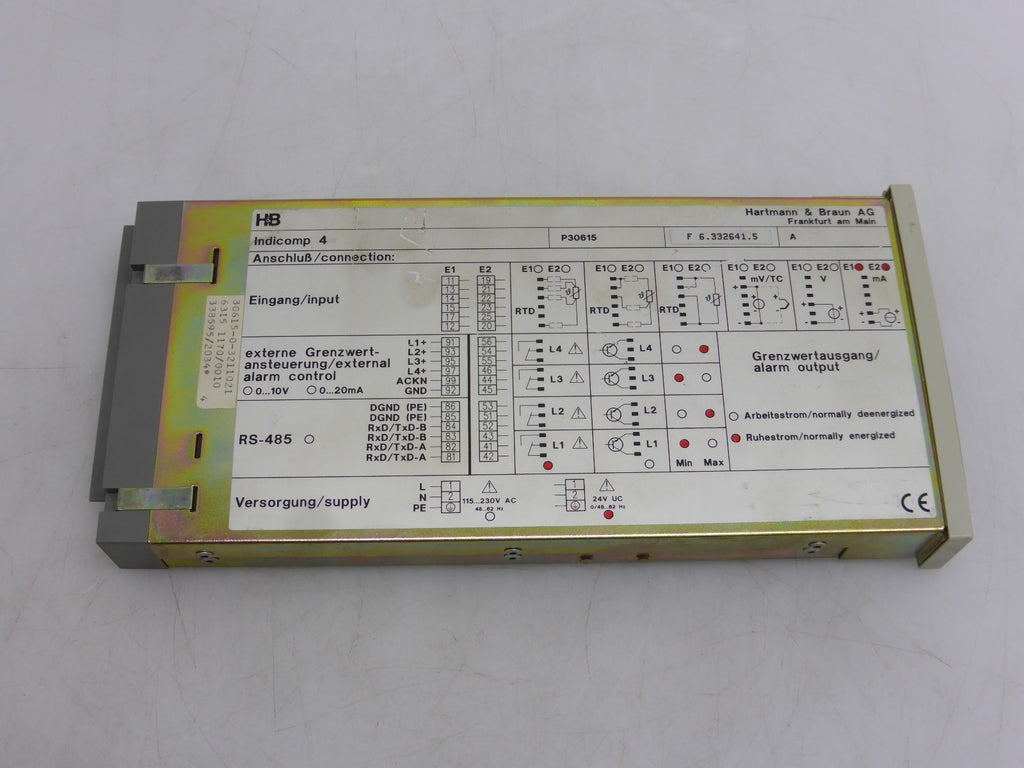 H&B
Hartmann & Braun AG
Frankfurt am Main
Indicomp 4
P30615
F 6.332641.5
A
Anschluß/connection:
E1 E2
E1 E2
E1 E2
E1 E2
E1 E2
E1 E2
E1 E2
mV/TC
V
mA
Eingang/input
11 19
13 21
14 22
15 23
12 20
RTD
RTD
RTD
externe Grenzwert-
ansteuerung/external
alarm control
0...10V 0...20mA
L1+ 91 56
L2+ 93 54
L3+ 95 55
L4+ 97 46
ACKN 99 44
GND 92 45
L4
L4
L3
L3
Grenzwertausgang/
alarm output
RS-485
DGND (PE) 86 53
DGND (PE) 85 51
RxD/TxD-B 84 52
RxD/TxD-B 83 43
RxD/TxD-A 82 41
RxD/TxD-A 81 42
L2
L2
L1
L1
Min Max
Arbeitsstrom/normally deenergized
Ruhestrom/normally energized
Versorgung/supply
L 1
N 2
PE
115...230V AC
48..62 Hz
1
2
24V UC
0/48..62 Hz
CE
30615-0-3211021
6315 1170/0010
338595/2034* 4